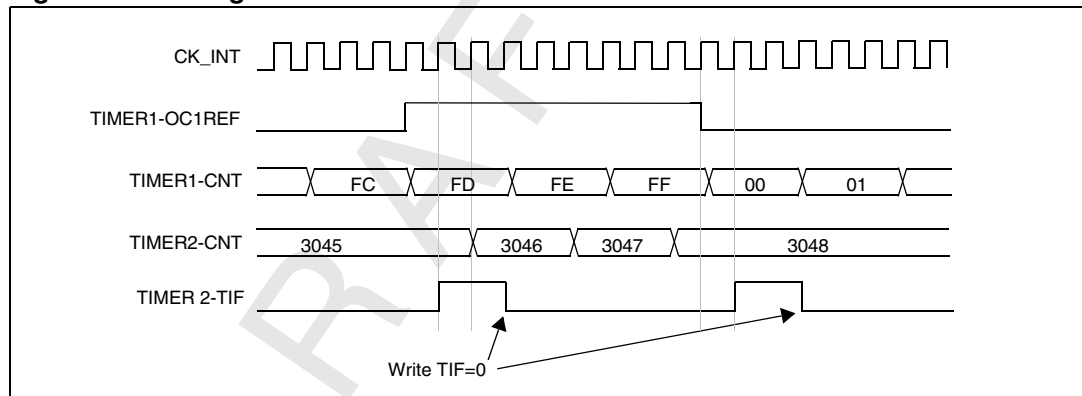 CK_INT
TIMER1-OC1REF
TIMER1-CNT FC FD FE FF 00 01
TIMER2-CNT 3045 3046 3047 3048
TIMER 2-TIF
Write TIF=0